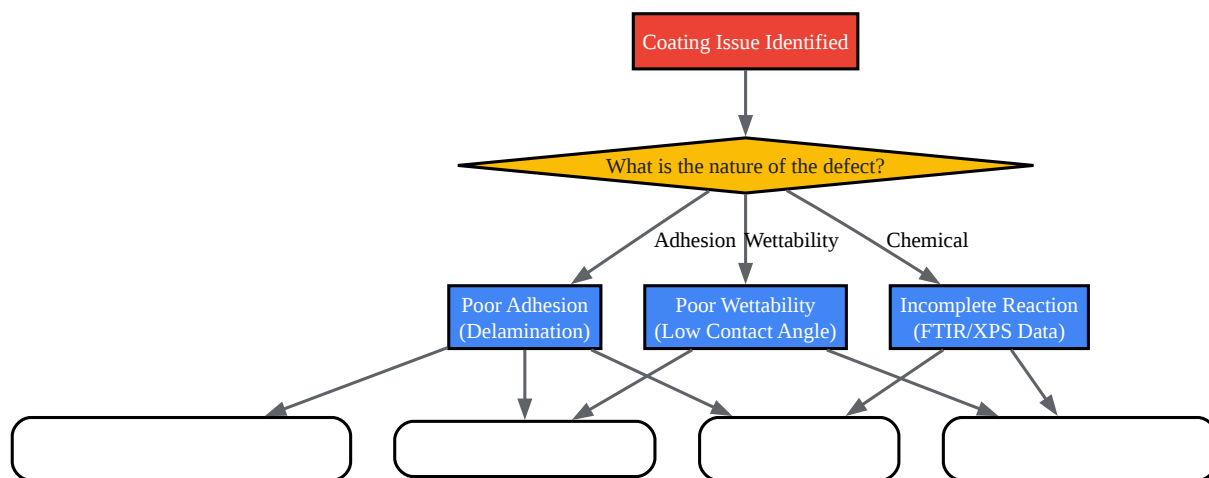 Coating Issue Identified
What is the nature of the defect?
Adhesion
Wettability
Chemical
Poor Adhesion
(Delamination)
Poor Wettability
(Low Contact Angle)
Incomplete Reaction
(FTIR/XPS Data)